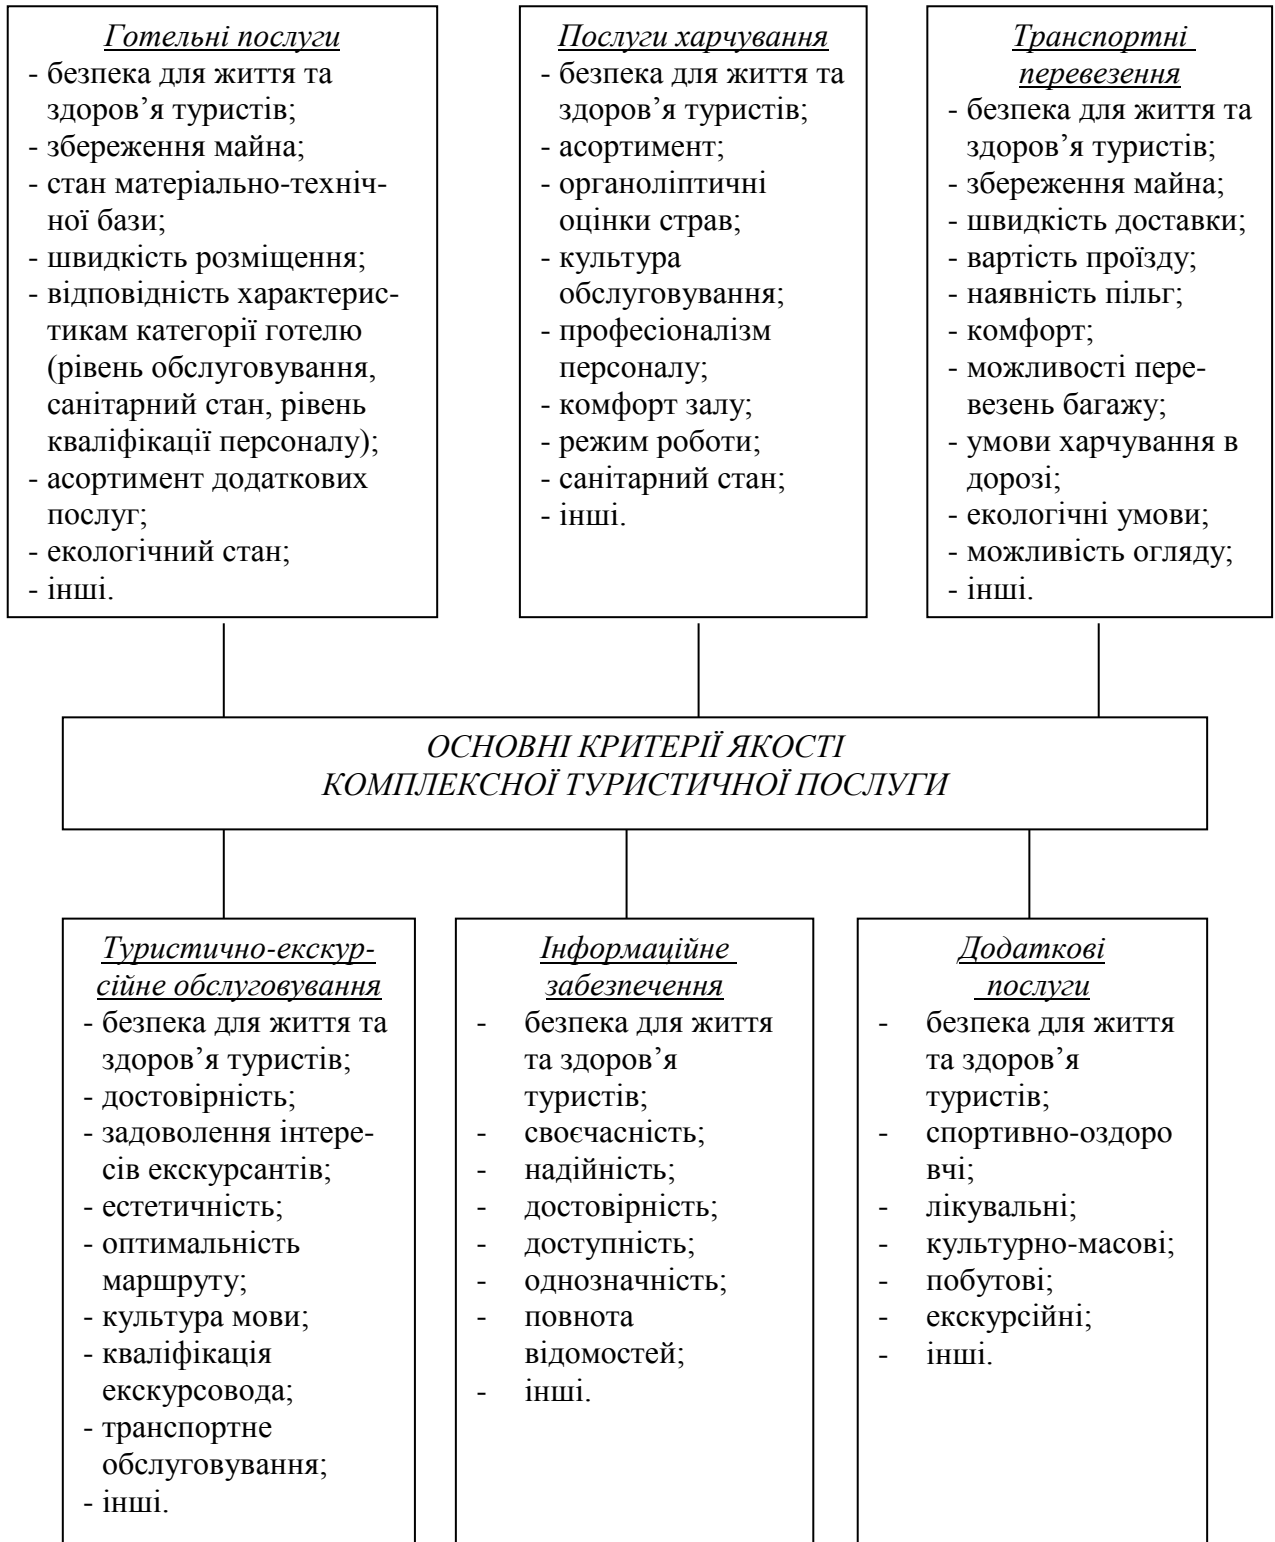 Готельні послуги
- безпека для життя та
здоров’я туристів;
- збереження майна;
- стан матеріально-техніч-
ної бази;
- швидкість розміщення;
- відповідність характерис-
тикам категорії готелю
(рівень обслуговування,
санітарний стан, рівень
кваліфікації персоналу);
- асортимент додаткових
послуг;
- екологічний стан;
- інші.
Послуги харчування
- безпека для життя та
здоров’я туристів;
- асортимент;
- органоліптичні
оцінки страв;
- культура
обслуговування;
- професіоналізм
персоналу;
- комфорт залу;
- режим роботи;
- санітарний стан;
- інші.
Транспортні
перевезення
- безпека для життя та
здоров’я туристів;
- збереження майна;
- швидкість доставки;
- вартість проїзду;
- наявність пільг;
- комфорт;
- можливості пере-
везень багажу;
- умови харчування в
дорозі;
- екологічні умови;
- можливість огляду;
- інші.
ОСНОВНІ КРИТЕРІЇ ЯКОСТІ
КОМПЛЕКСНОЇ ТУРИСТИЧНОЇ ПОСЛУГИ
Туристично-екскур-
сійне обслуговування
- безпека для життя та
здоров’я туристів;
- достовірність;
- задоволення інтере-
сів екскурсантів;
- естетичність;
- оптимальність
маршруту;
- культура мови;
- кваліфікація
екскурсовода;
- транспортне
обслуговування;
- інші.
Інформаційне
забезпечення
- безпека для життя
та здоров’я
туристів;
- своєчасність;
- надійність;
- достовірність;
- доступність;
- однозначність;
- повнота
відомостей;
- інші.
Додаткові
послуги
- безпека для життя
та здоров’я
туристів;
- спортивно-оздоро
вчі;
- лікувальні;
- культурно-масові;
- побутові;
- екскурсійні;
- інші.